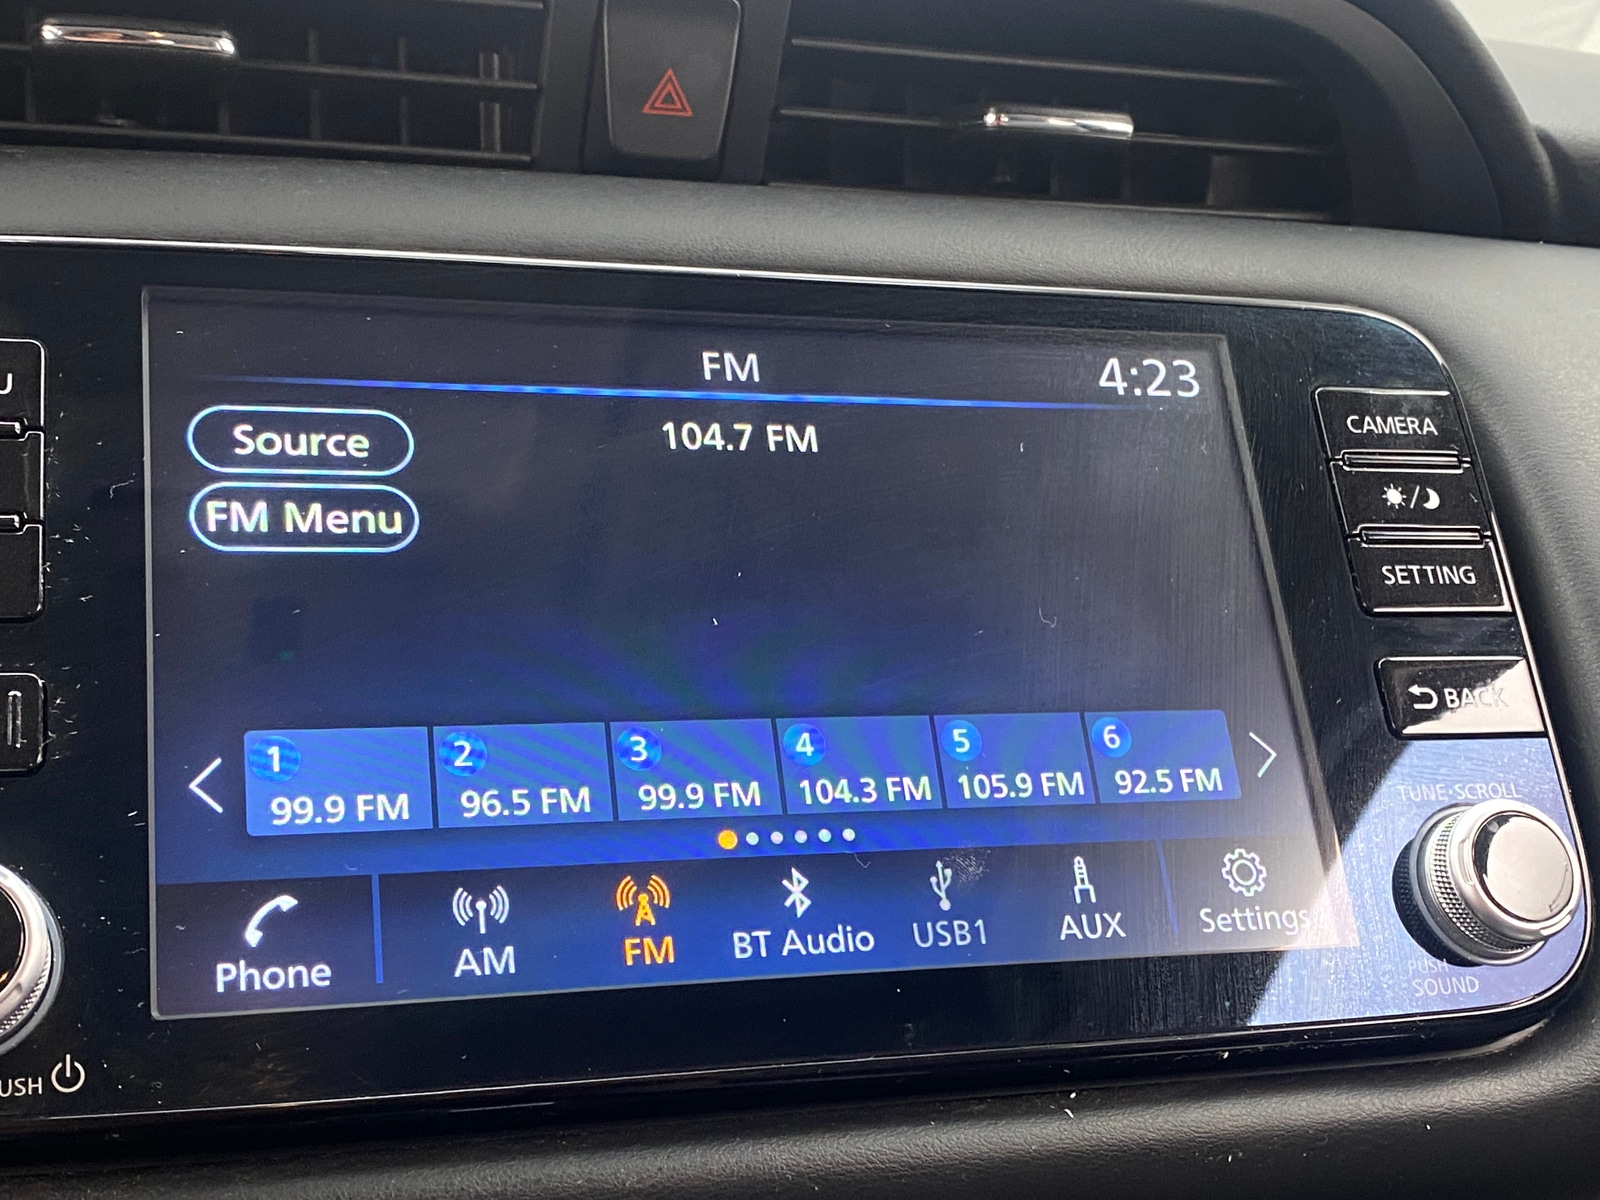 FM
4:23
Source
104.7 FM
FM Menu
1
2
3
4
5
6
99.9 FM
96.5 FM
99.9 FM
104.3 FM
105.9 FM
92.5 FM
Phone
AM
FM
BT Audio
USB1
AUX
Settings
CAMERA
SETTING
BACK
TUNE·SCROLL
PUSH
SOUND